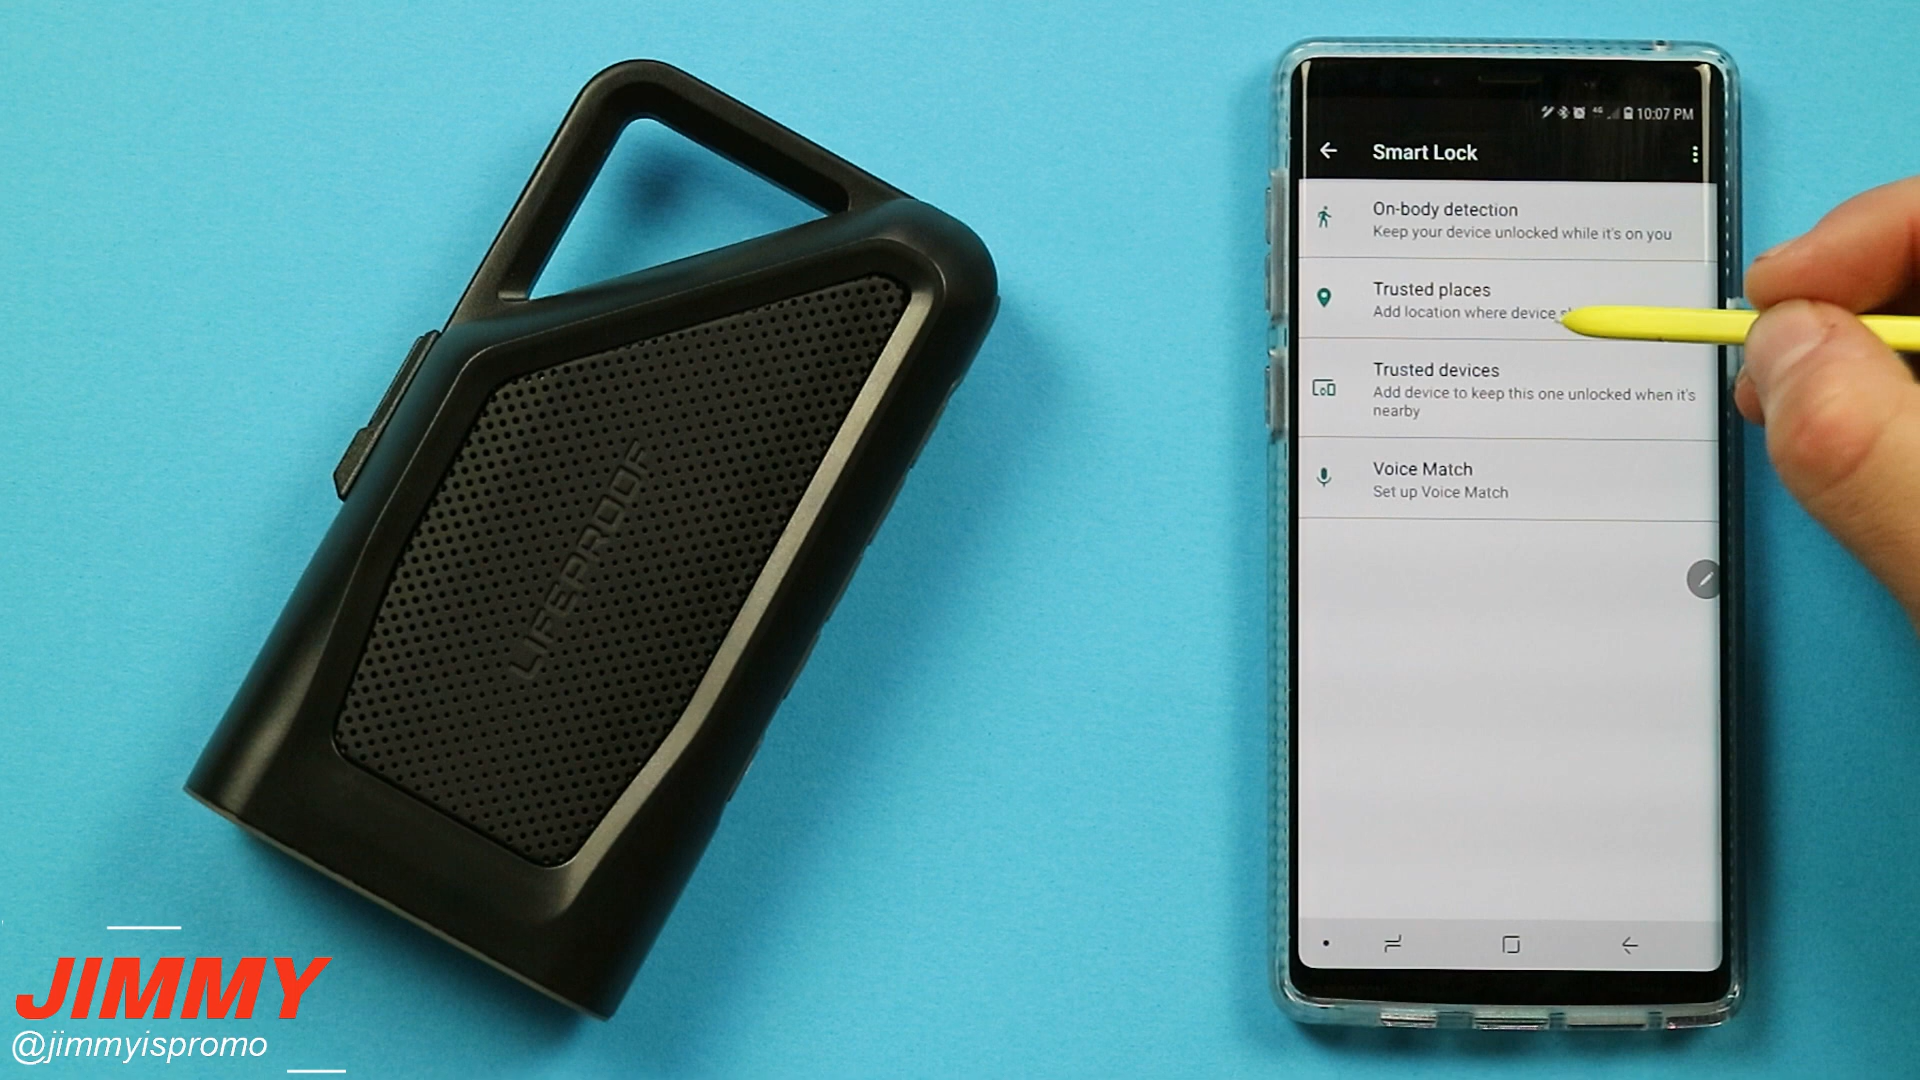 LIFEPROOF
4G 10:07 PM
Smart Lock
On-body detection
Keep your device unlocked while it's on you
Trusted places
Add location where device
Trusted devices
Add device to keep this one unlocked when it's
nearby
Voice Match
Set up Voice Match
JIMMY
@jimmyispromo